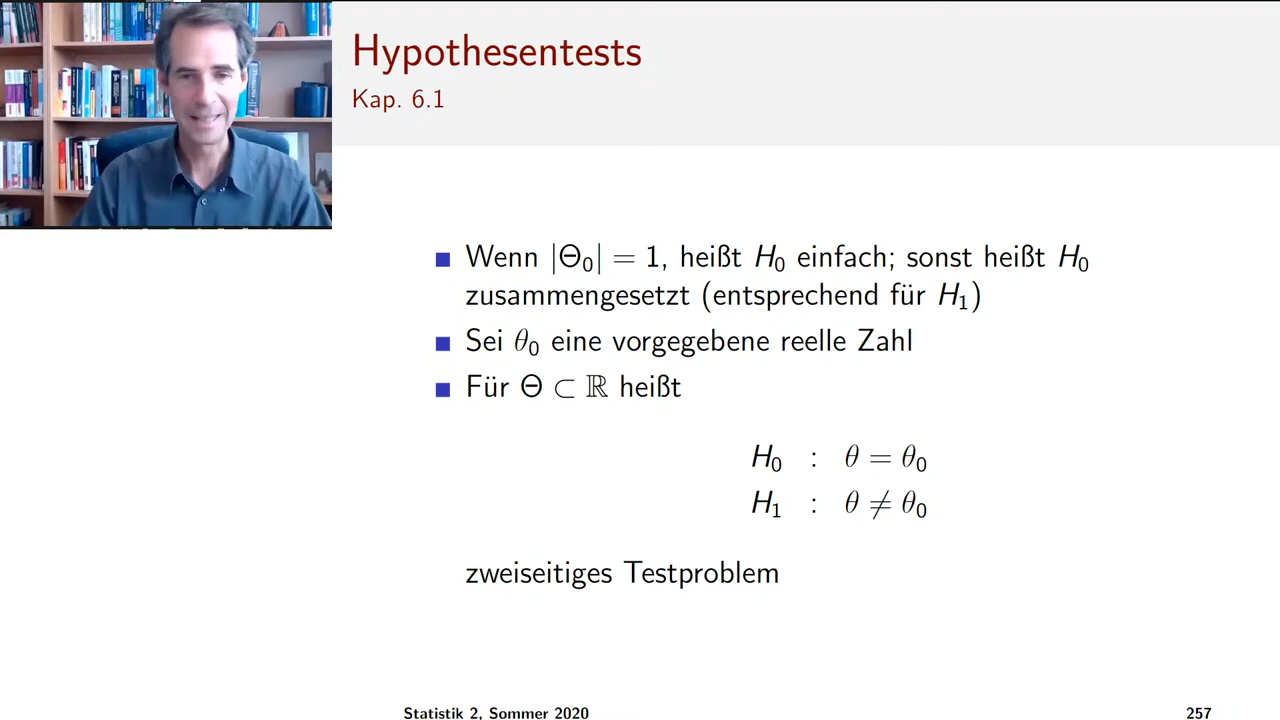 Hypothesentests
Kap. 6.1
Wenn |Θ₀| = 1, heißt H₀ einfach; sonst heißt H₀
zusammengesetzt (entsprechend für H₁)
Sei θ₀ eine vorgegebene reelle Zahl
Für Θ ⊂ ℝ heißt
H₀ : θ = θ₀
H₁ : θ ≠ θ₀
zweiseitiges Testproblem
Statistik 2, Sommer 2020
257